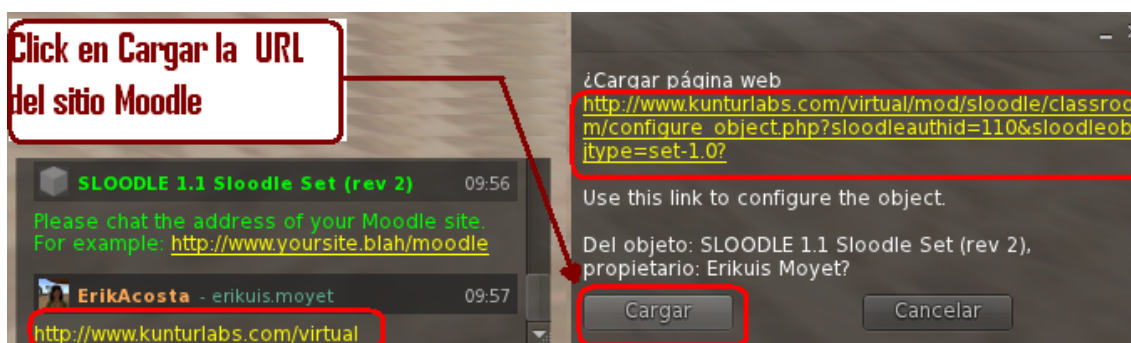 Click en Cargar la URL
del sitio Moodle
SLOODLE 1.1 Sloodle Set (rev 2) 09:56
Please chat the address of your Moodle site.
For example: http://www.yoursite.blah/moodle
ErikAcosta - erikuis.moyet 09:57
http://www.kunturlabs.com/virtual
¿Cargar página web
http://www.kunturlabs.com/virtual/mod/sloodle/classroo
m/configure_object.php?sloodleauthid=110&sloodleob
jtype=set-1.0?
Use this link to configure the object.
Del objeto: SLOODLE 1.1 Sloodle Set (rev 2),
propietario: Erikuis Moyet?
Cargar Cancelar